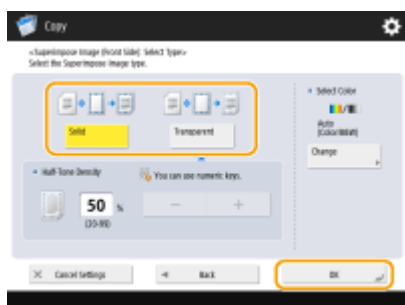 Copy
<Superimpose Image (Front Side): Select Type>
Select the Superimpose Image type.
Solid
Transparent
Select Color
Auto
(Color/B&W)
Change
Half-Tone Density
You can use numeric keys.
50 %
(20-99)
- +
Cancel Settings
Back
OK